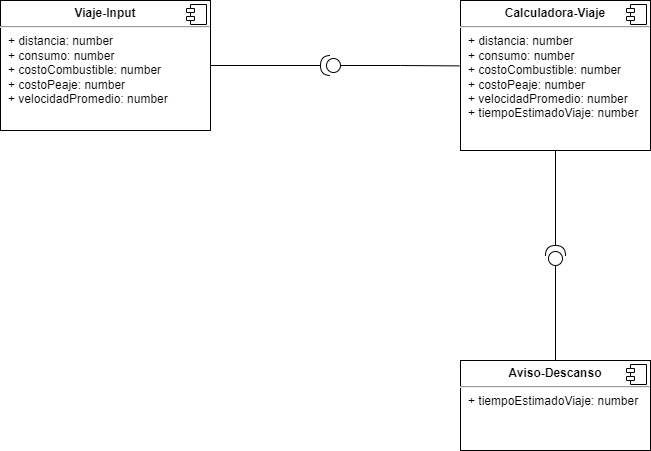 Viaje-Input
+ distancia: number
+ consumo: number
+ costoCombustible: number
+ costoPeaje: number
+ velocidadPromedio: number
Calculadora-Viaje
+ distancia: number
+ consumo: number
+ costoCombustible: number
+ costoPeaje: number
+ velocidadPromedio: number
+ tiempoEstimadoViaje: number
Aviso-Descanso
+ tiempoEstimadoViaje: number